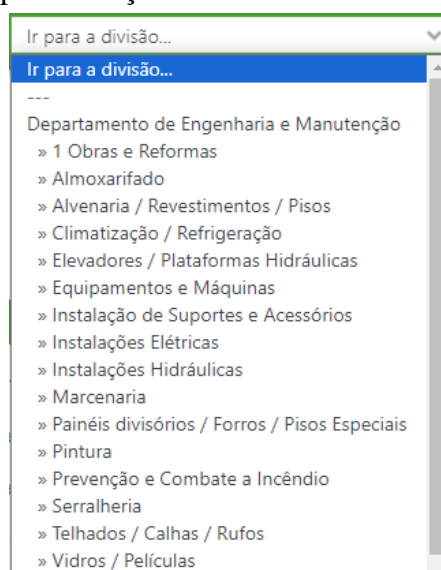 Ir para a divisão...
Ir para a divisão...
---
Departamento de Engenharia e Manutenção
» 1 Obras e Reformas
» Almoxarifado
» Alvenaria / Revestimentos / Pisos
» Climatização / Refrigeração
» Elevadores / Plataformas Hidráulicas
» Equipamentos e Máquinas
» Instalação de Suportes e Acessórios
» Instalações Elétricas
» Instalações Hidráulicas
» Marcenaria
» Painéis divisórios / Forros / Pisos Especiais
» Pintura
» Prevenção e Combate a Incêndio
» Serralheria
» Telhados / Calhas / Rufos
» Vidros / Películas